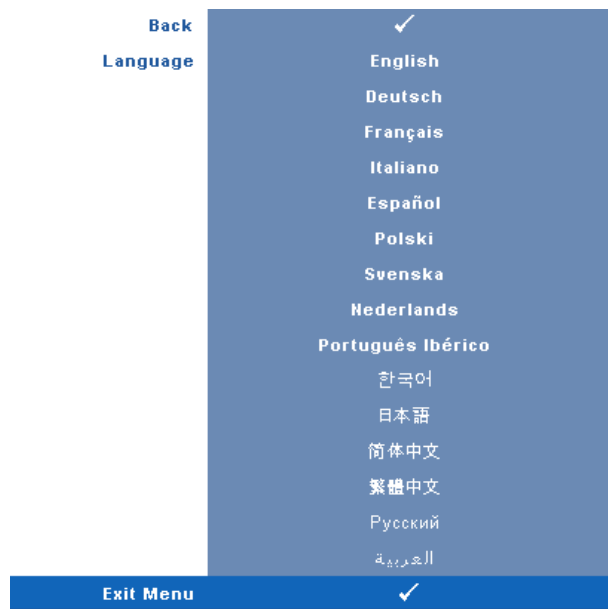 Back ✓
Language English
Deutsch
Français
Italiano
Español
Polski
Svenska
Nederlands
Português Ibérico
한국어
日本語
简体中文
繁體中文
Русский
العربية
Exit Menu ✓